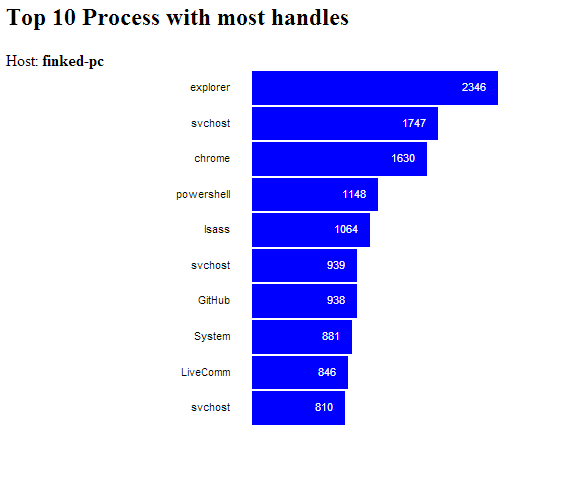 Top 10 Process with most handles
Host: finked-pc
explorer 2346
svchost 1747
chrome 1630
powershell 1148
lsass 1064
svchost 939
GitHub 938
System 881
LiveComm 846
svchost 810